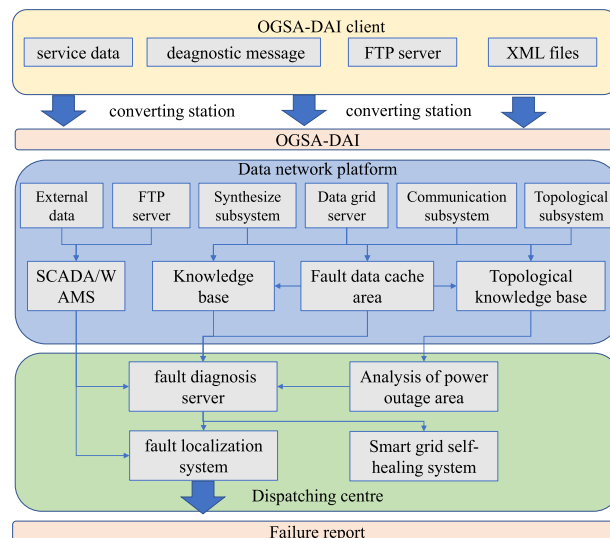 OGSA-DAI client
service data
deagnostic message
FTP server
XML files
converting station
converting station
OGSA-DAI
Data network platform
External
data
FTP
server
Synthesize
subsystem
Data grid
server
Communication
subsystem
Topological
subsystem
SCADA/W
AMS
Knowledge
base
Fault data cache
area
Topological
knowledge base
fault diagnosis
server
Analysis of power
outage area
fault localization
system
Smart grid self-
healing system
Dispatching centre
Failure report